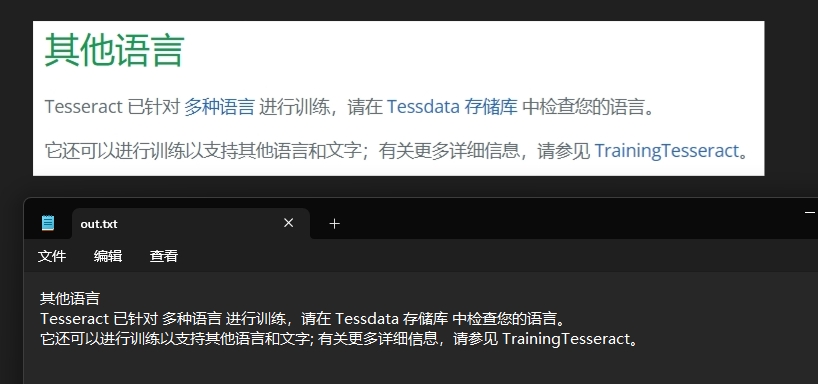 其他语言
Tesseract 已针对 多种语言 进行训练，请在 Tessdata 存储库 中检查您的语言。
它还可以进行训练以支持其他语言和文字；有关更多详细信息，请参见 TrainingTesseract。
out.txt
文件 编辑 查看
其他语言
Tesseract 已针对 多种语言 进行训练，请在 Tessdata 存储库 中检查您的语言。
它还可以进行训练以支持其他语言和文字; 有关更多详细信息，请参见 TrainingTesseract。